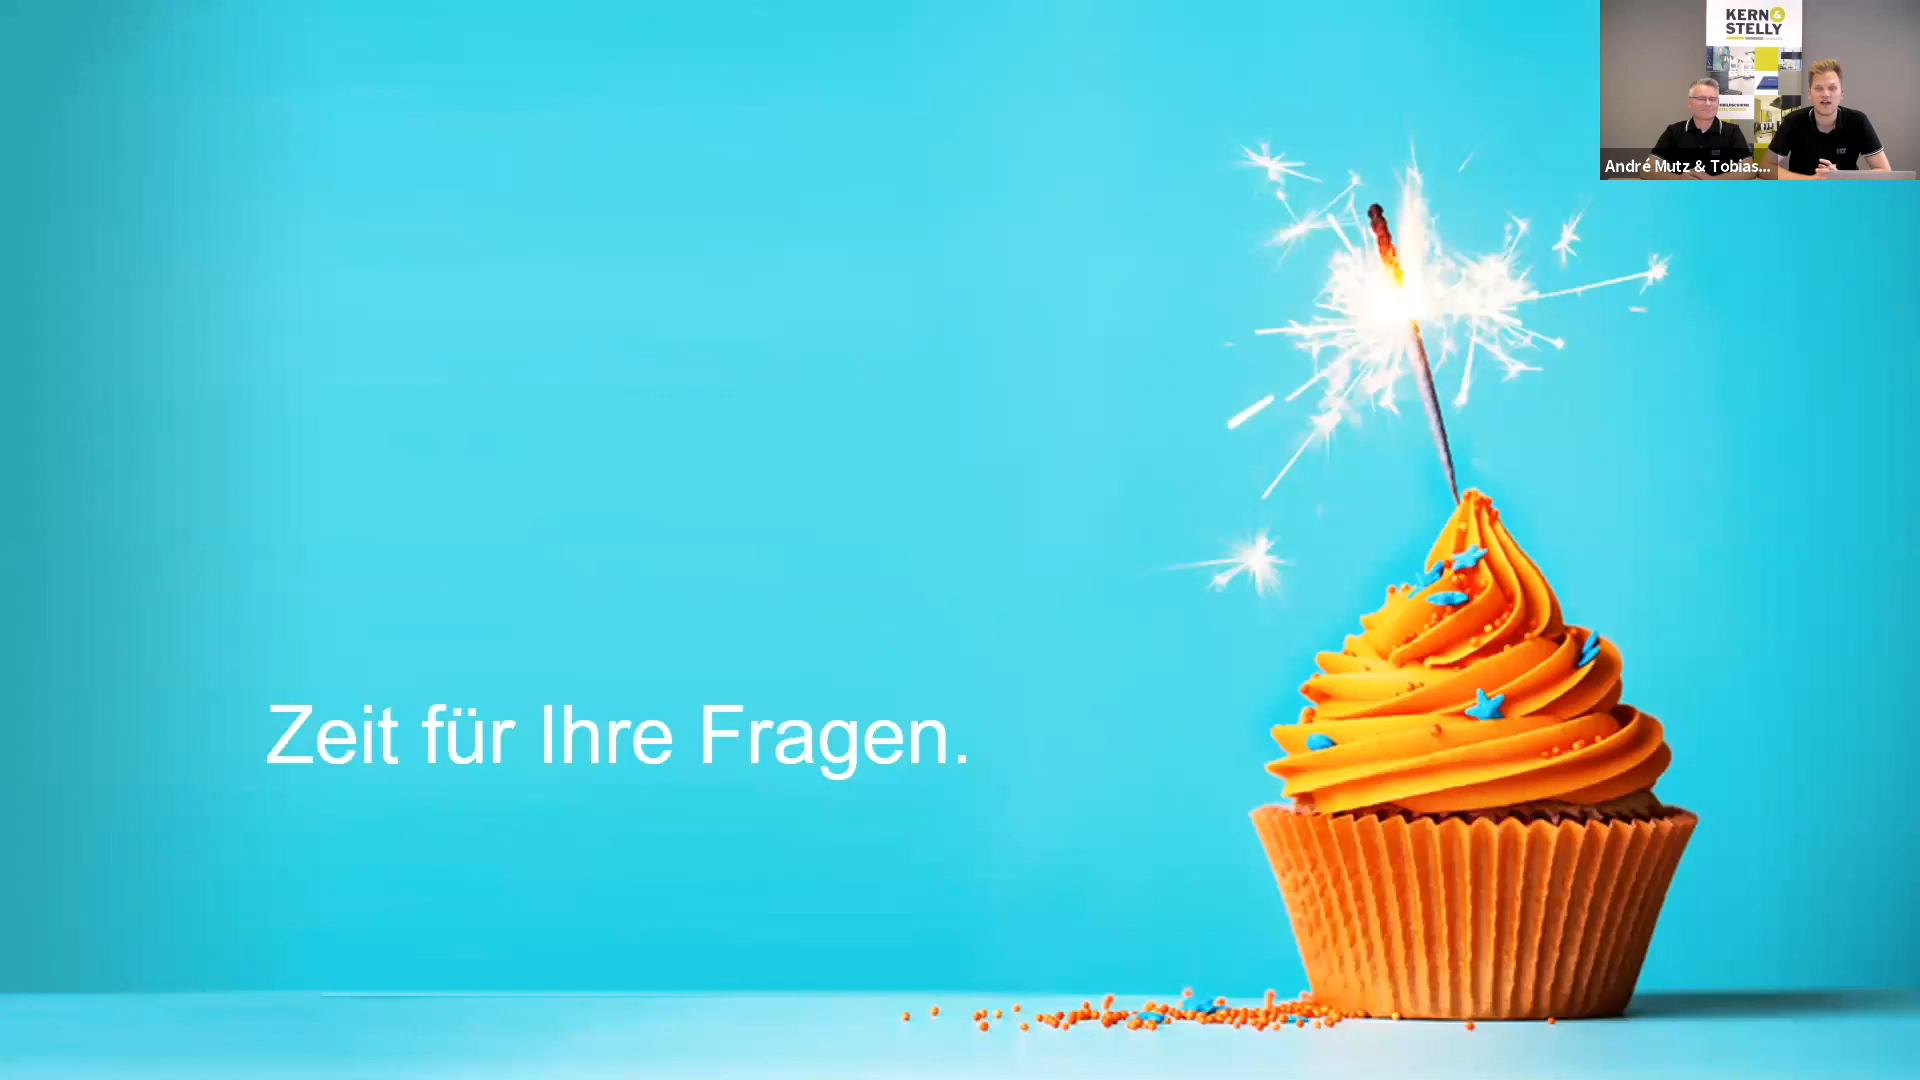 KERN &
STELLY
André Mutz & Tobias...
Zeit für Ihre Fragen.